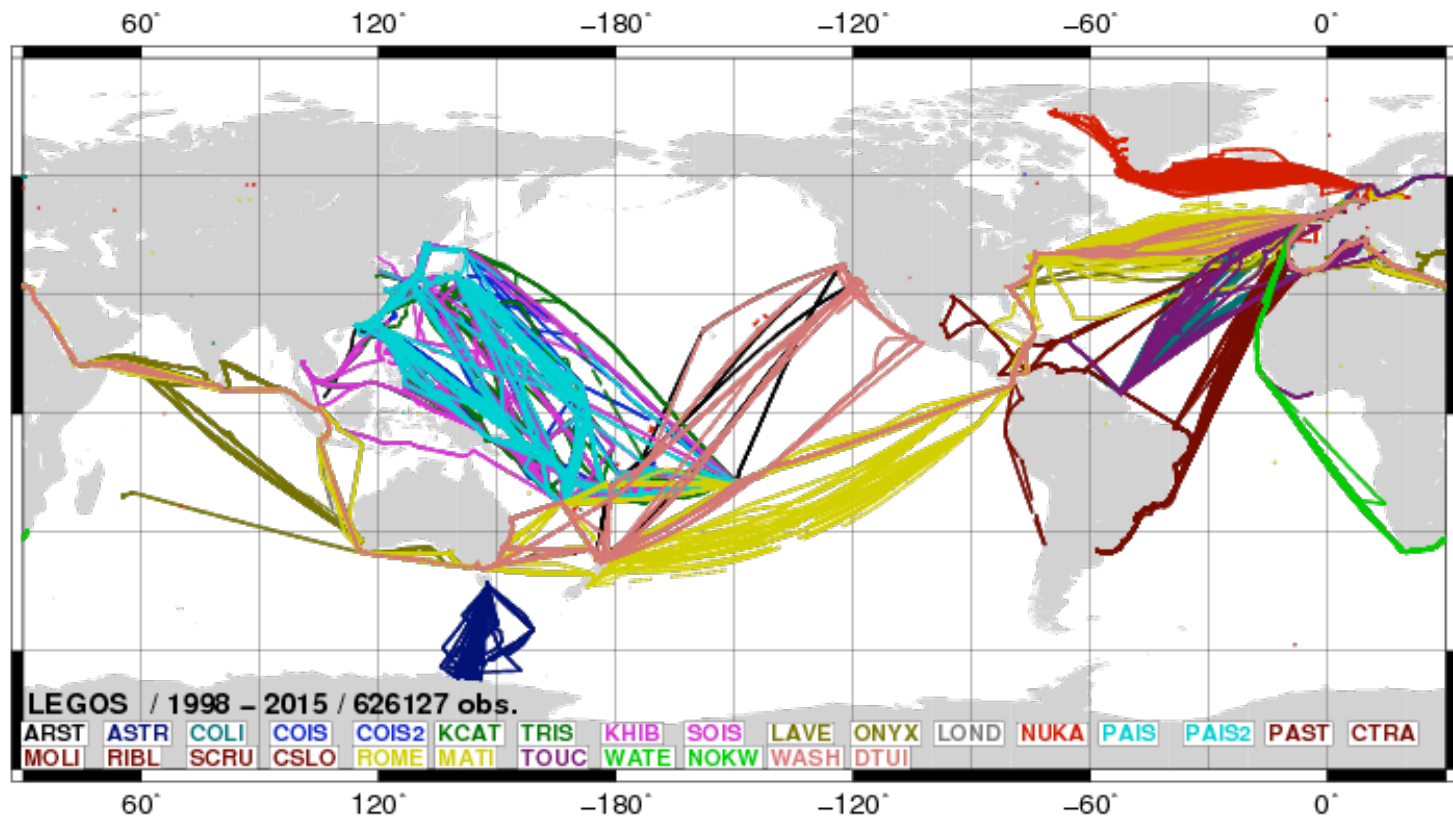 60° 120° −180° −120° −60° 0°
LEGOS / 1998 – 2015 / 626127 obs.
ARST ASTR COLI COIS COIS2 KCAT TRIS KHIB SOIS LAVE ONYX LOND NUKA PAIS PAIS2 PAST CTRA
MOLI RIBL SCRU CSLO ROME MATI TOUC WATE NOKW WASH DTUI
60° 120° −180° −120° −60° 0°